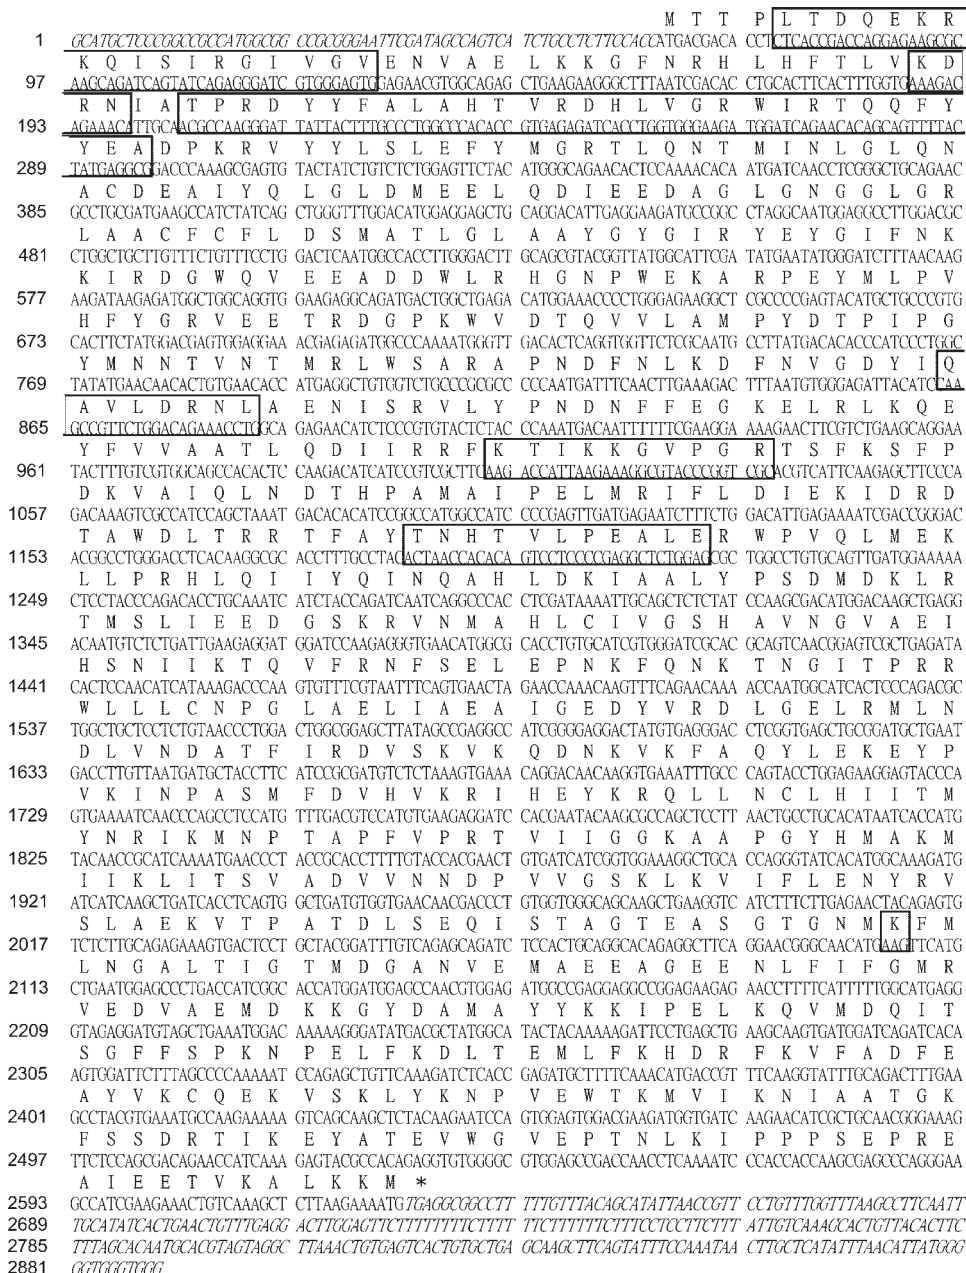 M T T P L T D Q E K R
1 GCATGCTCCCGGCCGCCATGGCGG CCGCGGGAATTCGATAGCCAGTCA TCTGCCTCTTCCACCATGACGACA CCTCTCACCGACCAGGAGAAGCGC
K Q I S I R G I V G V E N V A E L K K G F N R H L H F T L V K D
97 AAGCAGATCAGTATCAGAGGGATC GTGGGAGTGGAGAACGTGGCAGAG CTGAAGAAGGGCTTTAATCGACAC CTGCACTTCACTTTGGTGAAAGAC
R N I A T P R D Y Y F A L A H T V R D H L V G R W I R T Q Q F Y
193 AGAAACATTGCAACGCCAAGGGAT TATTACTTTGCCCTGGCCCACACC GTGAGAGATCACCTGGTGGGAAGA TGGATCAGAACACAGCAGTTTTAC
Y E A D P K R V Y Y L S L E F Y M G R T L Q N T M I N L G L Q N
289 TATGAGGCGGACCCAAAGCGAGTG TACTATCTGTCTCTGGAGTTCTAC ATGGGCAGAACACTCCAAAACACA ATGATCAACCTCGGGCTGCAGAAC
A C D E A I Y Q L G L D M E E L Q D I E E D A G L G N G G L G R
385 GCCTGCGATGAAGCCATCTATCAG CTGGGTTTGGACATGGAGGAGCTG CAGGACATTGAGGAAGATGCCGGC CTAGGCAATGGAGGCCTTGGACGC
L A A C F C F L D S M A T L G L A A Y G Y G I R Y E Y G I F N K
481 CTGGCTGCTTGTTTCTGTTTCCTG GACTCAATGGCCACCTTGGGACTT GCAGCGTACGGTTATGGCATTCGA TATGAATATGGGATCTTTAACAAG
K I R D G W Q V E E A D D W L R H G N P W E K A R P E Y M L P V
577 AAGATAAGAGATGGCTGGCAGGTG GAAGAGGCAGATGACTGGCTGAGA CATGGAAACCCCTGGGAGAAGGCT CGCCCCGAGTACATGCTGCCCGTG
H F Y G R V E E T R D G P K W V D T Q V V L A M P Y D T P I P G
673 CACTTCTATGGACGAGTGGAGGAA ACGAGAGATGGCCCAAAATGGGTT GACACTCAGGTGGTTCTCGCAATG CCTTATGACACACCCATCCCTGGC
Y M N N T V N T M R L W S A R A P N D F N L K D F N V G D Y I Q
769 TATATGAACAACACTGTGAACACC ATGAGGCTGTGGTCTGCCCGCGCC CCCAATGATTTCAACTTGAAAGAC TTTAATGTGGGAGATTACATCCAA
A V L D R N L A E N I S R V L Y P N D N F F E G K E L R L K Q E
865 GCCGTTCTGGACAGAAACCTGGCA GAGAACATCTCCCGTGTACTCTAC CCAAATGACAATTTTTTCGAAGGA AAAGAACTTCGTCTGAAGCAGGAA
Y F V V A A T L Q D I I R R F K T I K K G V P G R T S F K S F P
961 TACTTTGTCGTGGCAGCCACACTC CAAGACATCATCCGTCGCTTCAAG ACCATTAAGAAAGGCGTACCCGGT CGCACGTCATTCAAGAGCTTCCCA
D K V A I Q L N D T H P A M A I P E L M R I F L D I E K I D R D
1057 GACAAAGTCGCCATCCAGCTAAAT GACACACATCCGGCCATGGCCATC CCCGAGTTGATGAGAATCTTTCTG GACATTGAGAAAATCGACCGGGAC
T A W D L T R R T F A Y T N H T V L P E A L E R W P V Q L M E K
1153 ACGGCCTGGGACCTCACAAGGCGC ACCTTTGCCTACACTAACCACACA GTCCTCCCCGAGGCTCTGGAGCGC TGGCCTGTGCAGTTGATGGAAAAA
L L P R H L Q I I Y Q I N Q A H L D K I A A L Y P S D M D K L R
1249 CTCCTACCCAGACACCTGCAAATC ATCTACCAGATCAATCAGGCCCAC CTCGATAAAATTGCAGCTCTCTAT CCAAGCGACATGGACAAGCTGAGG
T M S L I E E D G S K R V N M A H L C I V G S H A V N G V A E I
1345 ACAATGTCTCTGATTGAAGAGGAT GGATCCAAGAGGGTGAACATGGCG CACCTGTGCATCGTGGGATCGCAC GCAGTCAACGGAGTCGCTGAGATA
H S N I I K T Q V F R N F S E L E P N K F Q N K T N G I T P R R
1441 CACTCCAACATCATAAAGACCCAA GTGTTTCGTAATTTCAGTGAACTA GAACCAAACAAGTTTCAGAACAAA ACCAATGGCATCACTCCCAGACGC
W L L L C N P G L A E L I A E A I G E D Y V R D L G E L R M L N
1537 TGGCTGCTCCTCTGTAACCCTGGA CTGGCGGAGCTTATAGCCGAGGCC ATCGGGGAGGACTATGTGAGGGAC CTCGGTGAGCTGCGGATGCTGAAT
D L V N D A T F I R D V S K V K Q D N K V K F A Q Y L E K E Y P
1633 GACCTTGTTAATGATGCTACCTTC ATCCGCGATGTCTCTAAAGTGAAA CAGGACAACAAGGTGAAATTTGCC CAGTACCTGGAGAAGGAGTACCCA
V K I N P A S M F D V H V K R I H E Y K R Q L L N C L H I I T M
1729 GTGAAAATCAACCCAGCCTCCATG TTTGACGTCCATGTGAAGAGGATC CACGAATACAAGCGCCAGCTCCTT AACTGCCTGCACATAATCACCATG
Y N R I K M N P T A P F V P R T V I I G G K A A P G Y H M A K M
1825 TACAACCGCATCAAAATGAACCCT ACCGCACCTTTTGTACCACGAACT GTGATCATCGGTGGAAAGGCTGCA CCAGGGTATCACATGGCAAAGATG
I I K L I T S V A D V V N N D P V V G S K L K V I F L E N Y R V
1921 ATCATCAAGCTGATCACCTCAGTG GCTGATGTGGTGAACAACGACCCT GTGGTGGGCAGCAAGCTGAAGGTC ATCTTTCTTGAGAACTACAGAGTG
S L A E K V T P A T D L S E Q I S T A G T E A S G T G N M K F M
2017 TCTCTTGCAGAGAAAGTGACTCCT GCTACGGATTTGTCAGAGCAGATC TCCACTGCAGGCACAGAGGCTTCA GGAACGGGCAACATGAAGTTCATG
L N G A L T I G T M D G A N V E M A E E A G E E N L F I F G M R
2113 CTGAATGGAGCCCTGACCATCGGC ACCATGGATGGAGCCAACGTGGAG ATGGCCGAGGAGGCCGGAGAAGAG AACCTTTTCATTTTTGGCATGAGG
V E D V A E M D K K G Y D A M A Y Y K K I P E L K Q V M D Q I T
2209 GTAGAGGATGTAGCTGAAATGGAC AAAAAGGGATATGACGCTATGGCA TACTACAAAAAGATTCCTGAGCTG AAGCAAGTGATGGATCAGATCACA
S G F F S P K N P E L F K D L T E M L F K H D R F K V F A D F E
2305 AGTGGATTCTTTAGCCCCAAAAAT CCAGAGCTGTTCAAAGATCTCACC GAGATGCTTTTCAAACATGACCGT TTCAAGGTATTTGCAGACTTTGAA
A Y V K C Q E K V S K L Y K N P V E W T K M V I K N I A A T G K
2401 GCCTACGTGAAATGCCAAGAAAAA GTCAGCAAGCTCTACAAGAATCCA GTGGAGTGGACGAAGATGGTGATC AAGAACATCGCTGCAACGGGAAAG
F S S D R T I K E Y A T E V W G V E P T N L K I P P P S E P R E
2497 TTCTCCAGCGACAGAACCATCAAA GAGTACGCCACAGAGGTGTGGGGC GTGGAGCCGACCAACCTCAAAATC CCACCACCAAGCGAGCCCAGGGAA
A I E E T V K A L K K M *
2593 GCCATCGAAGAAACTGTCAAAGCT CTTAAGAAAATGTGAGGCGGCCTT TTTGTTTACAGCATATTAACCGTT CCTGTTTGGTTTAAGCCTTCAATT
2689 TGCATATCACTGAACTGTTTGAGG ACTTGGAGTTCTTTTTTTTTCTTTT TTCTTTTTTCTTTCCTCCTTCTTT ATTGTCAAAGCACTGTTACACTTC
2785 TTTAGCACAATGCACGTAGTAGGC TTAAACTGTGAGTCACTGTGCTGA GCAAGCTTCAGTATTTCCAAATAA CTTGCTCATATTTAACATTATGGG
2881 GGTGGGTGGG